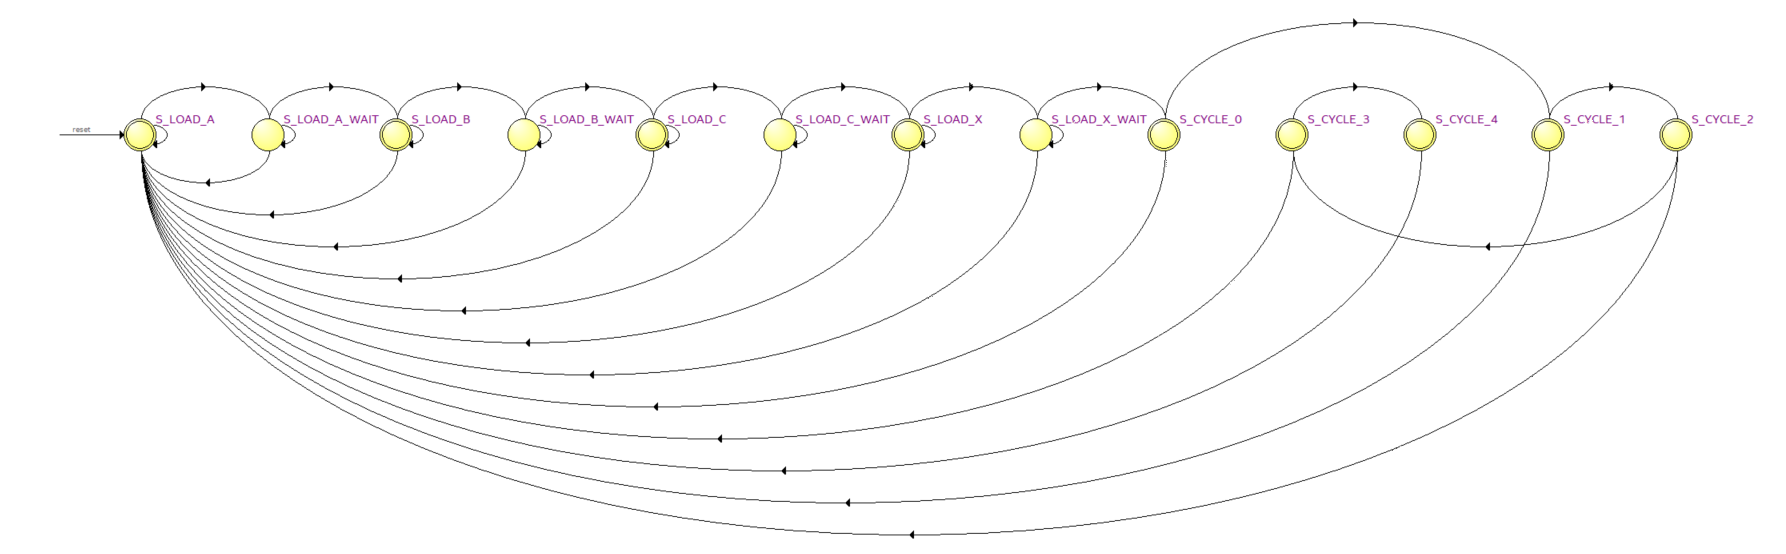 reset
S_LOAD_A
S_LOAD_A_WAIT
S_LOAD_B
S_LOAD_B_WAIT
S_LOAD_C
S_LOAD_C_WAIT
S_LOAD_X
S_LOAD_X_WAIT
S_CYCLE_0
S_CYCLE_3
S_CYCLE_4
S_CYCLE_1
S_CYCLE_2